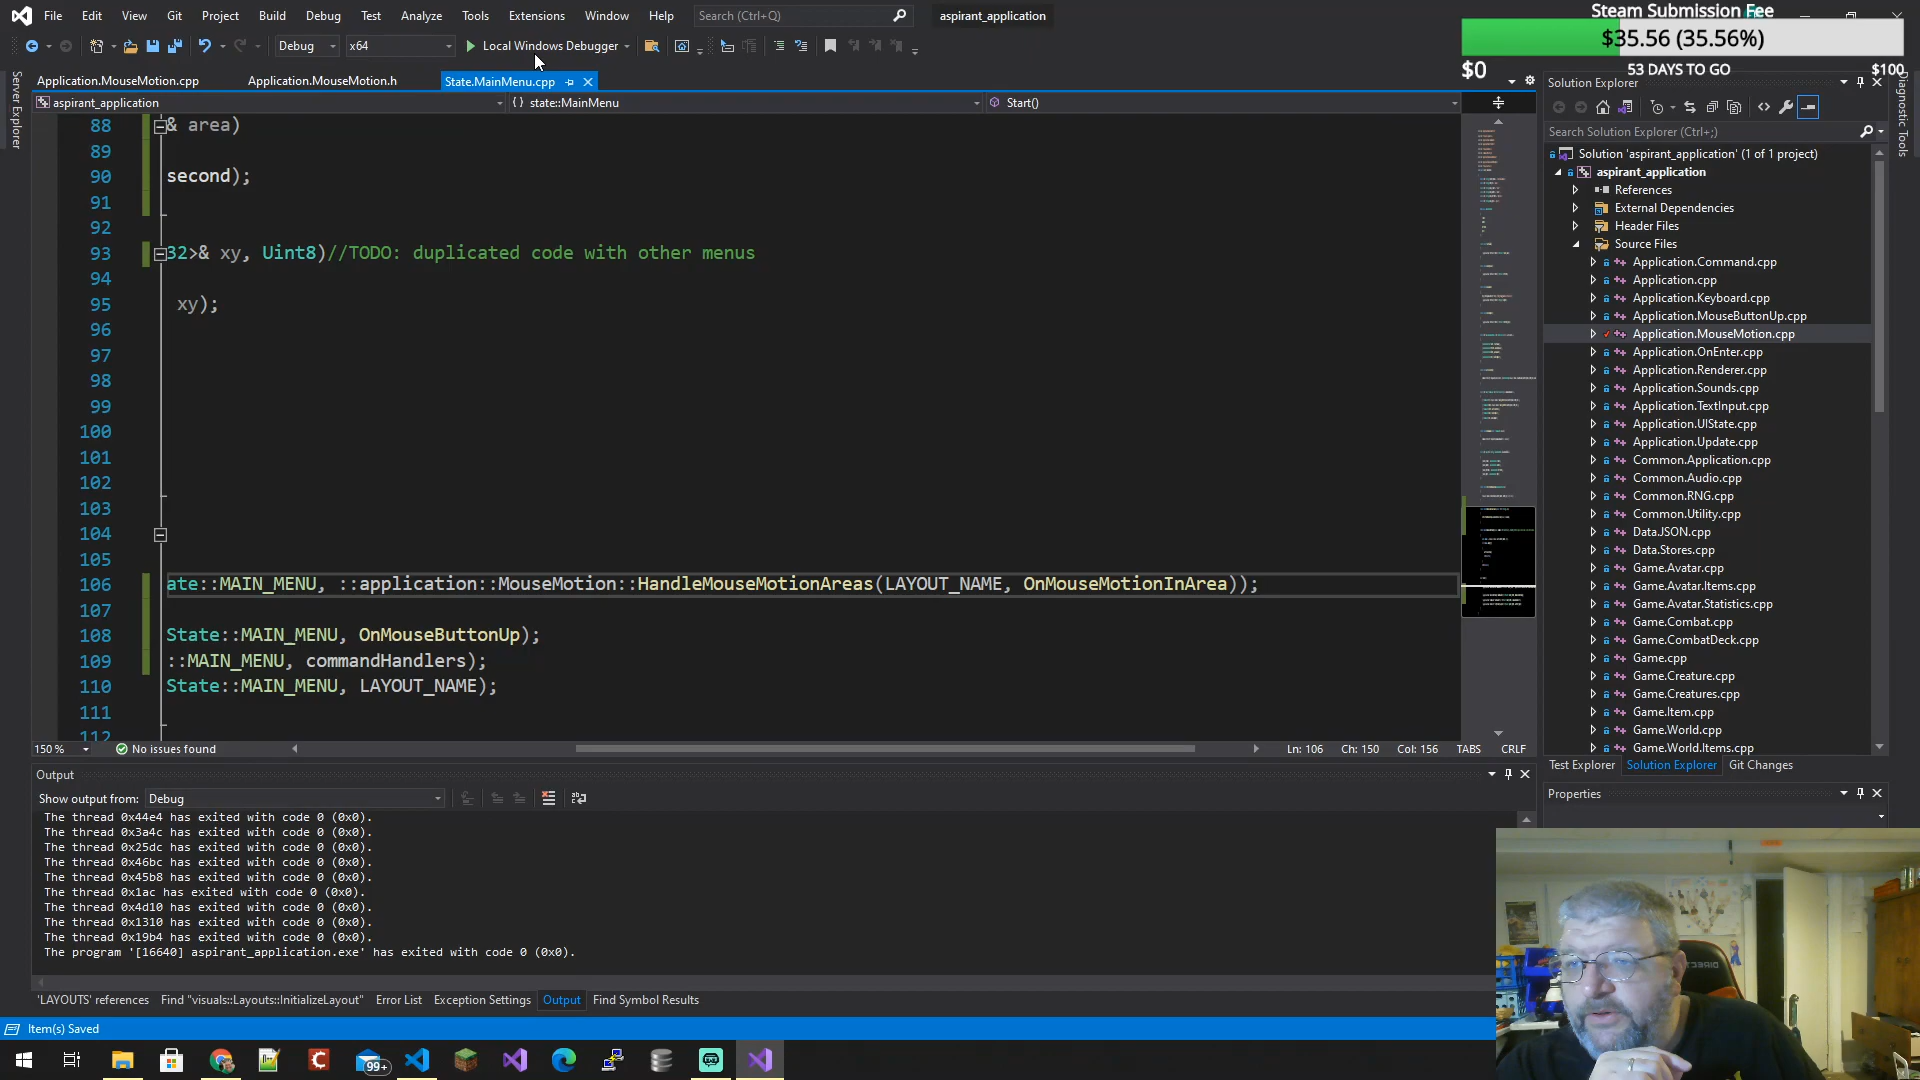 File Edit View Git Project Build Debug Test Analyze Tools Extensions Window Help Search (Ctrl+Q) aspirant_application
Steam Submission Fee
$35.56 (35.56%)
$0 53 DAYS TO GO $100
Debug x64 Local Windows Debugger
Server Explorer
Application.MouseMotion.cpp Application.MouseMotion.h State.MainMenu.cpp
aspirant_application {} state::MainMenu Start()
88 & area)
89
90 second);
91
92
93 32>& xy, Uint8)//TODO: duplicated code with other menus
94
95 xy);
96
97
98
99
100
101
102
103
104
105
106 ate::MAIN_MENU, ::application::MouseMotion::HandleMouseMotionAreas(LAYOUT_NAME, OnMouseMotionInArea));
107
108 State::MAIN_MENU, OnMouseButtonUp);
109 ::MAIN_MENU, commandHandlers);
110 State::MAIN_MENU, LAYOUT_NAME);
111
112
150 % No issues found Ln: 106 Ch: 150 Col: 156 TABS CRLF
Output
Show output from: Debug
The thread 0x44e4 has exited with code 0 (0x0).
The thread 0x3a4c has exited with code 0 (0x0).
The thread 0x25dc has exited with code 0 (0x0).
The thread 0x46bc has exited with code 0 (0x0).
The thread 0x45b8 has exited with code 0 (0x0).
The thread 0x1ac has exited with code 0 (0x0).
The thread 0x4d10 has exited with code 0 (0x0).
The thread 0x1310 has exited with code 0 (0x0).
The thread 0x19b4 has exited with code 0 (0x0).
The program '[16640] aspirant_application.exe' has exited with code 0 (0x0).
'LAYOUTS' references Find "visuals::Layouts::InitializeLayout" Error List Exception Settings Output Find Symbol Results
Item(s) Saved
Solution Explorer
Search Solution Explorer (Ctrl+;)
Solution 'aspirant_application' (1 of 1 project)
aspirant_application
References
External Dependencies
Header Files
Source Files
Application.Command.cpp
Application.cpp
Application.Keyboard.cpp
Application.MouseButtonUp.cpp
Application.MouseMotion.cpp
Application.OnEnter.cpp
Application.Renderer.cpp
Application.Sounds.cpp
Application.TextInput.cpp
Application.UIState.cpp
Application.Update.cpp
Common.Application.cpp
Common.Audio.cpp
Common.RNG.cpp
Common.Utility.cpp
Data.JSON.cpp
Data.Stores.cpp
Game.Avatar.cpp
Game.Avatar.Items.cpp
Game.Avatar.Statistics.cpp
Game.Combat.cpp
Game.CombatDeck.cpp
Game.cpp
Game.Creature.cpp
Game.Creatures.cpp
Game.Item.cpp
Game.World.cpp
Game.World.Items.cpp
Test Explorer Solution Explorer Git Changes
Properties
Diagnostic Tools
99+